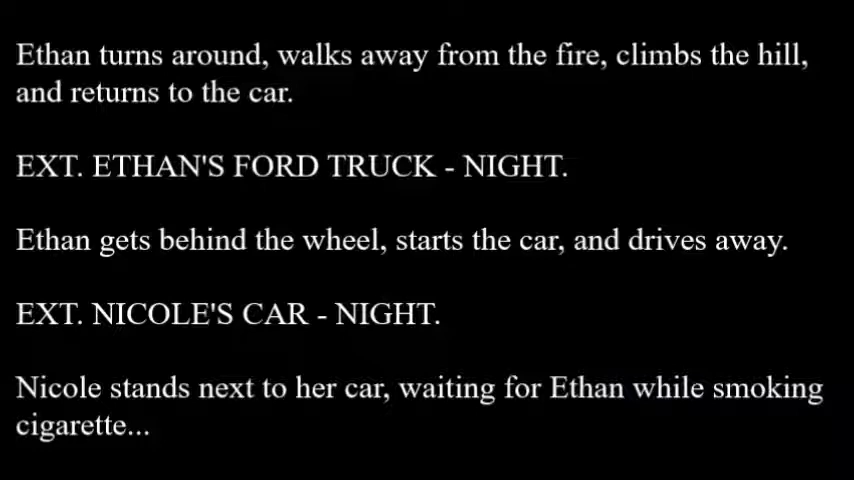 Ethan turns around, walks away from the fire, climbs the hill,
and returns to the car.
EXT. ETHAN'S FORD TRUCK - NIGHT.
Ethan gets behind the wheel, starts the car, and drives away.
EXT. NICOLE'S CAR - NIGHT.
Nicole stands next to her car, waiting for Ethan while smoking
cigarette...